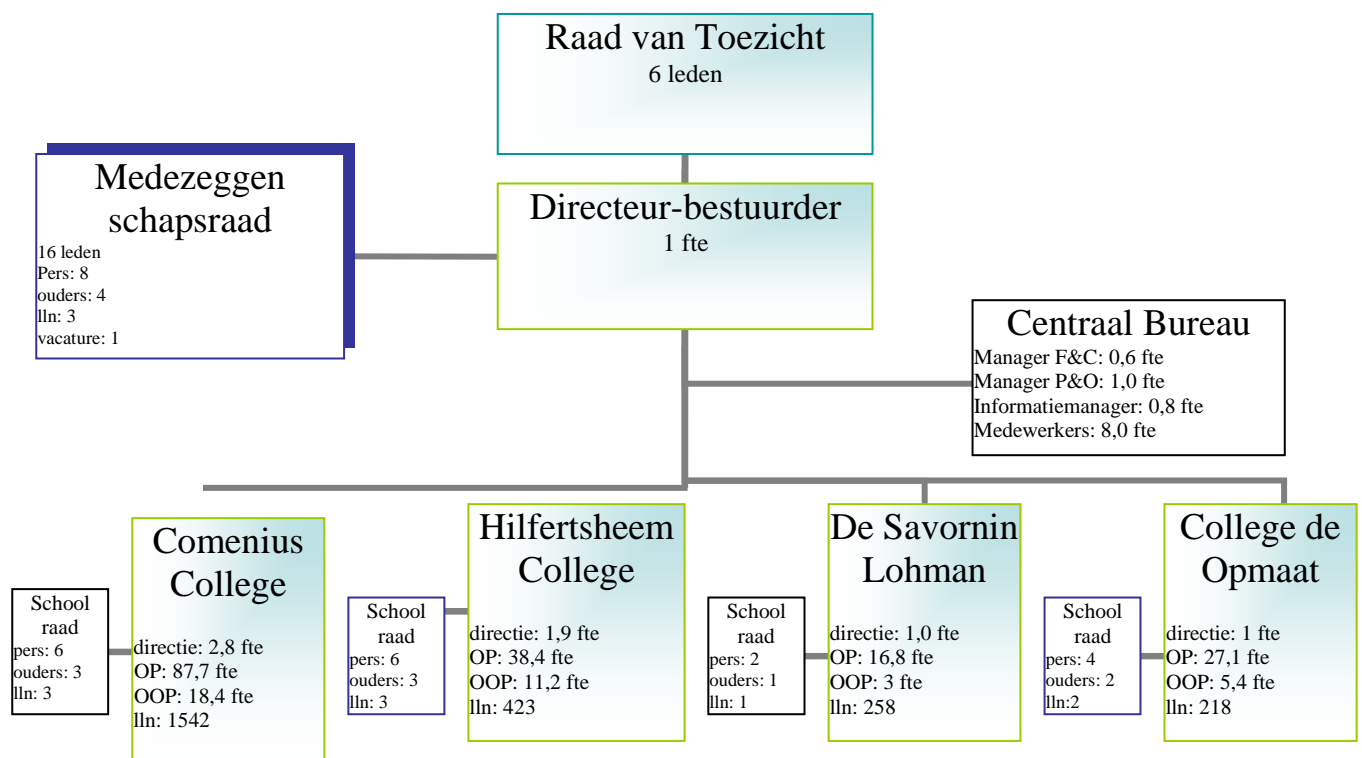 Raad van Toezicht
6 leden
Medezeggen
schapsraad
16 leden
Pers: 8
ouders: 4
lln: 3
vacature: 1
Directeur-bestuurder
1 fte
Centraal Bureau
Manager F&C: 0,6 fte
Manager P&O: 1,0 fte
Informatiemanager: 0,8 fte
Medewerkers: 8,0 fte
School
raad
pers: 6
ouders: 3
lln: 3
Comenius
College
directie: 2,8 fte
OP: 87,7 fte
OOP: 18,4 fte
lln: 1542
School
raad
pers: 6
ouders: 3
lln: 3
Hilfertsheem
College
directie: 1,9 fte
OP: 38,4 fte
OOP: 11,2 fte
lln: 423
School
raad
pers: 2
ouders: 1
lln: 1
De Savornin
Lohman
directie: 1,0 fte
OP: 16,8 fte
OOP: 3 fte
lln: 258
School
raad
pers: 4
ouders: 2
lln:2
College de
Opmaat
directie: 1 fte
OP: 27,1 fte
OOP: 5,4 fte
lln: 218